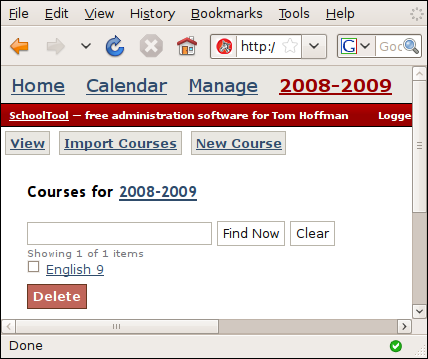 File Edit View History Bookmarks Tools Help
http:/ G Goo
Home Calendar Manage 2008-2009
SchoolTool — free administration software for Tom Hoffman Logge
View Import Courses New Course
Courses for 2008-2009
Find Now Clear
Showing 1 of 1 items
English 9
Delete
Done